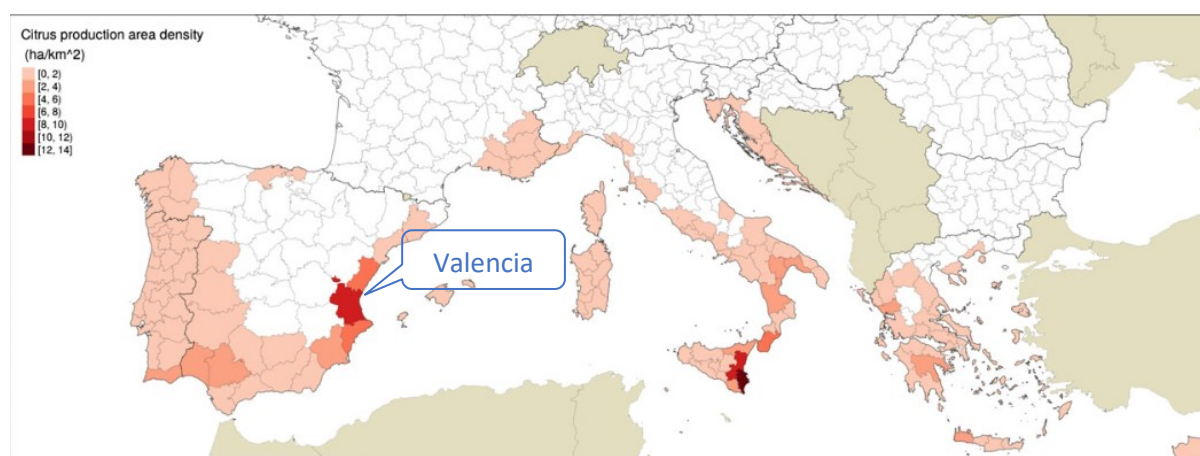 Citrus production area density
(ha/km^2)
[0, 2)
[2, 4)
[4, 6)
[6, 8)
[8, 10)
[10, 12)
[12, 14]
Valencia